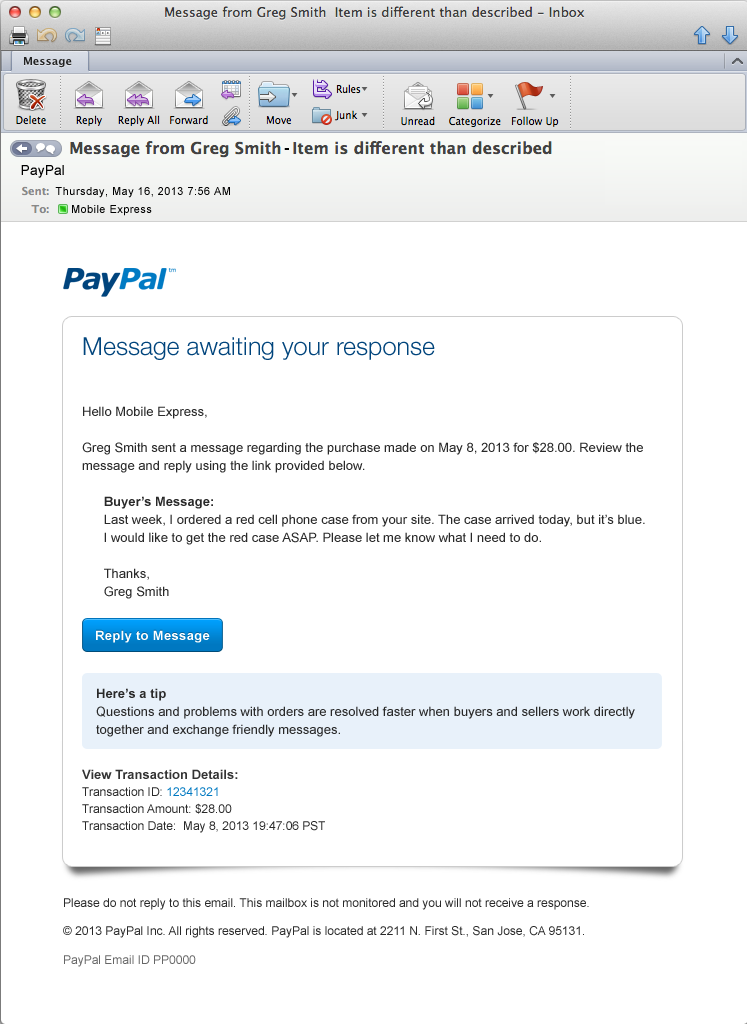 Message from Greg Smith  Item is different than described – Inbox
Message
Delete
Reply
Reply All
Forward
Move
Rules
Junk
Unread
Categorize
Follow Up
Message from Greg Smith - Item is different than described
PayPal
Sent: Thursday, May 16, 2013 7:56 AM
To: Mobile Express
PayPal™
Message awaiting your response
Hello Mobile Express,
Greg Smith sent a message regarding the purchase made on May 8, 2013 for $28.00. Review the
message and reply using the link provided below.
Buyer's Message:
Last week, I ordered a red cell phone case from your site. The case arrived today, but it's blue.
I would like to get the red case ASAP. Please let me know what I need to do.
Thanks,
Greg Smith
Reply to Message
Here's a tip
Questions and problems with orders are resolved faster when buyers and sellers work directly
together and exchange friendly messages.
View Transaction Details:
Transaction ID: 12341321
Transaction Amount: $28.00
Transaction Date:  May 8, 2013 19:47:06 PST
Please do not reply to this email. This mailbox is not monitored and you will not receive a response.
© 2013 PayPal Inc. All rights reserved. PayPal is located at 2211 N. First St., San Jose, CA 95131.
PayPal Email ID PP0000